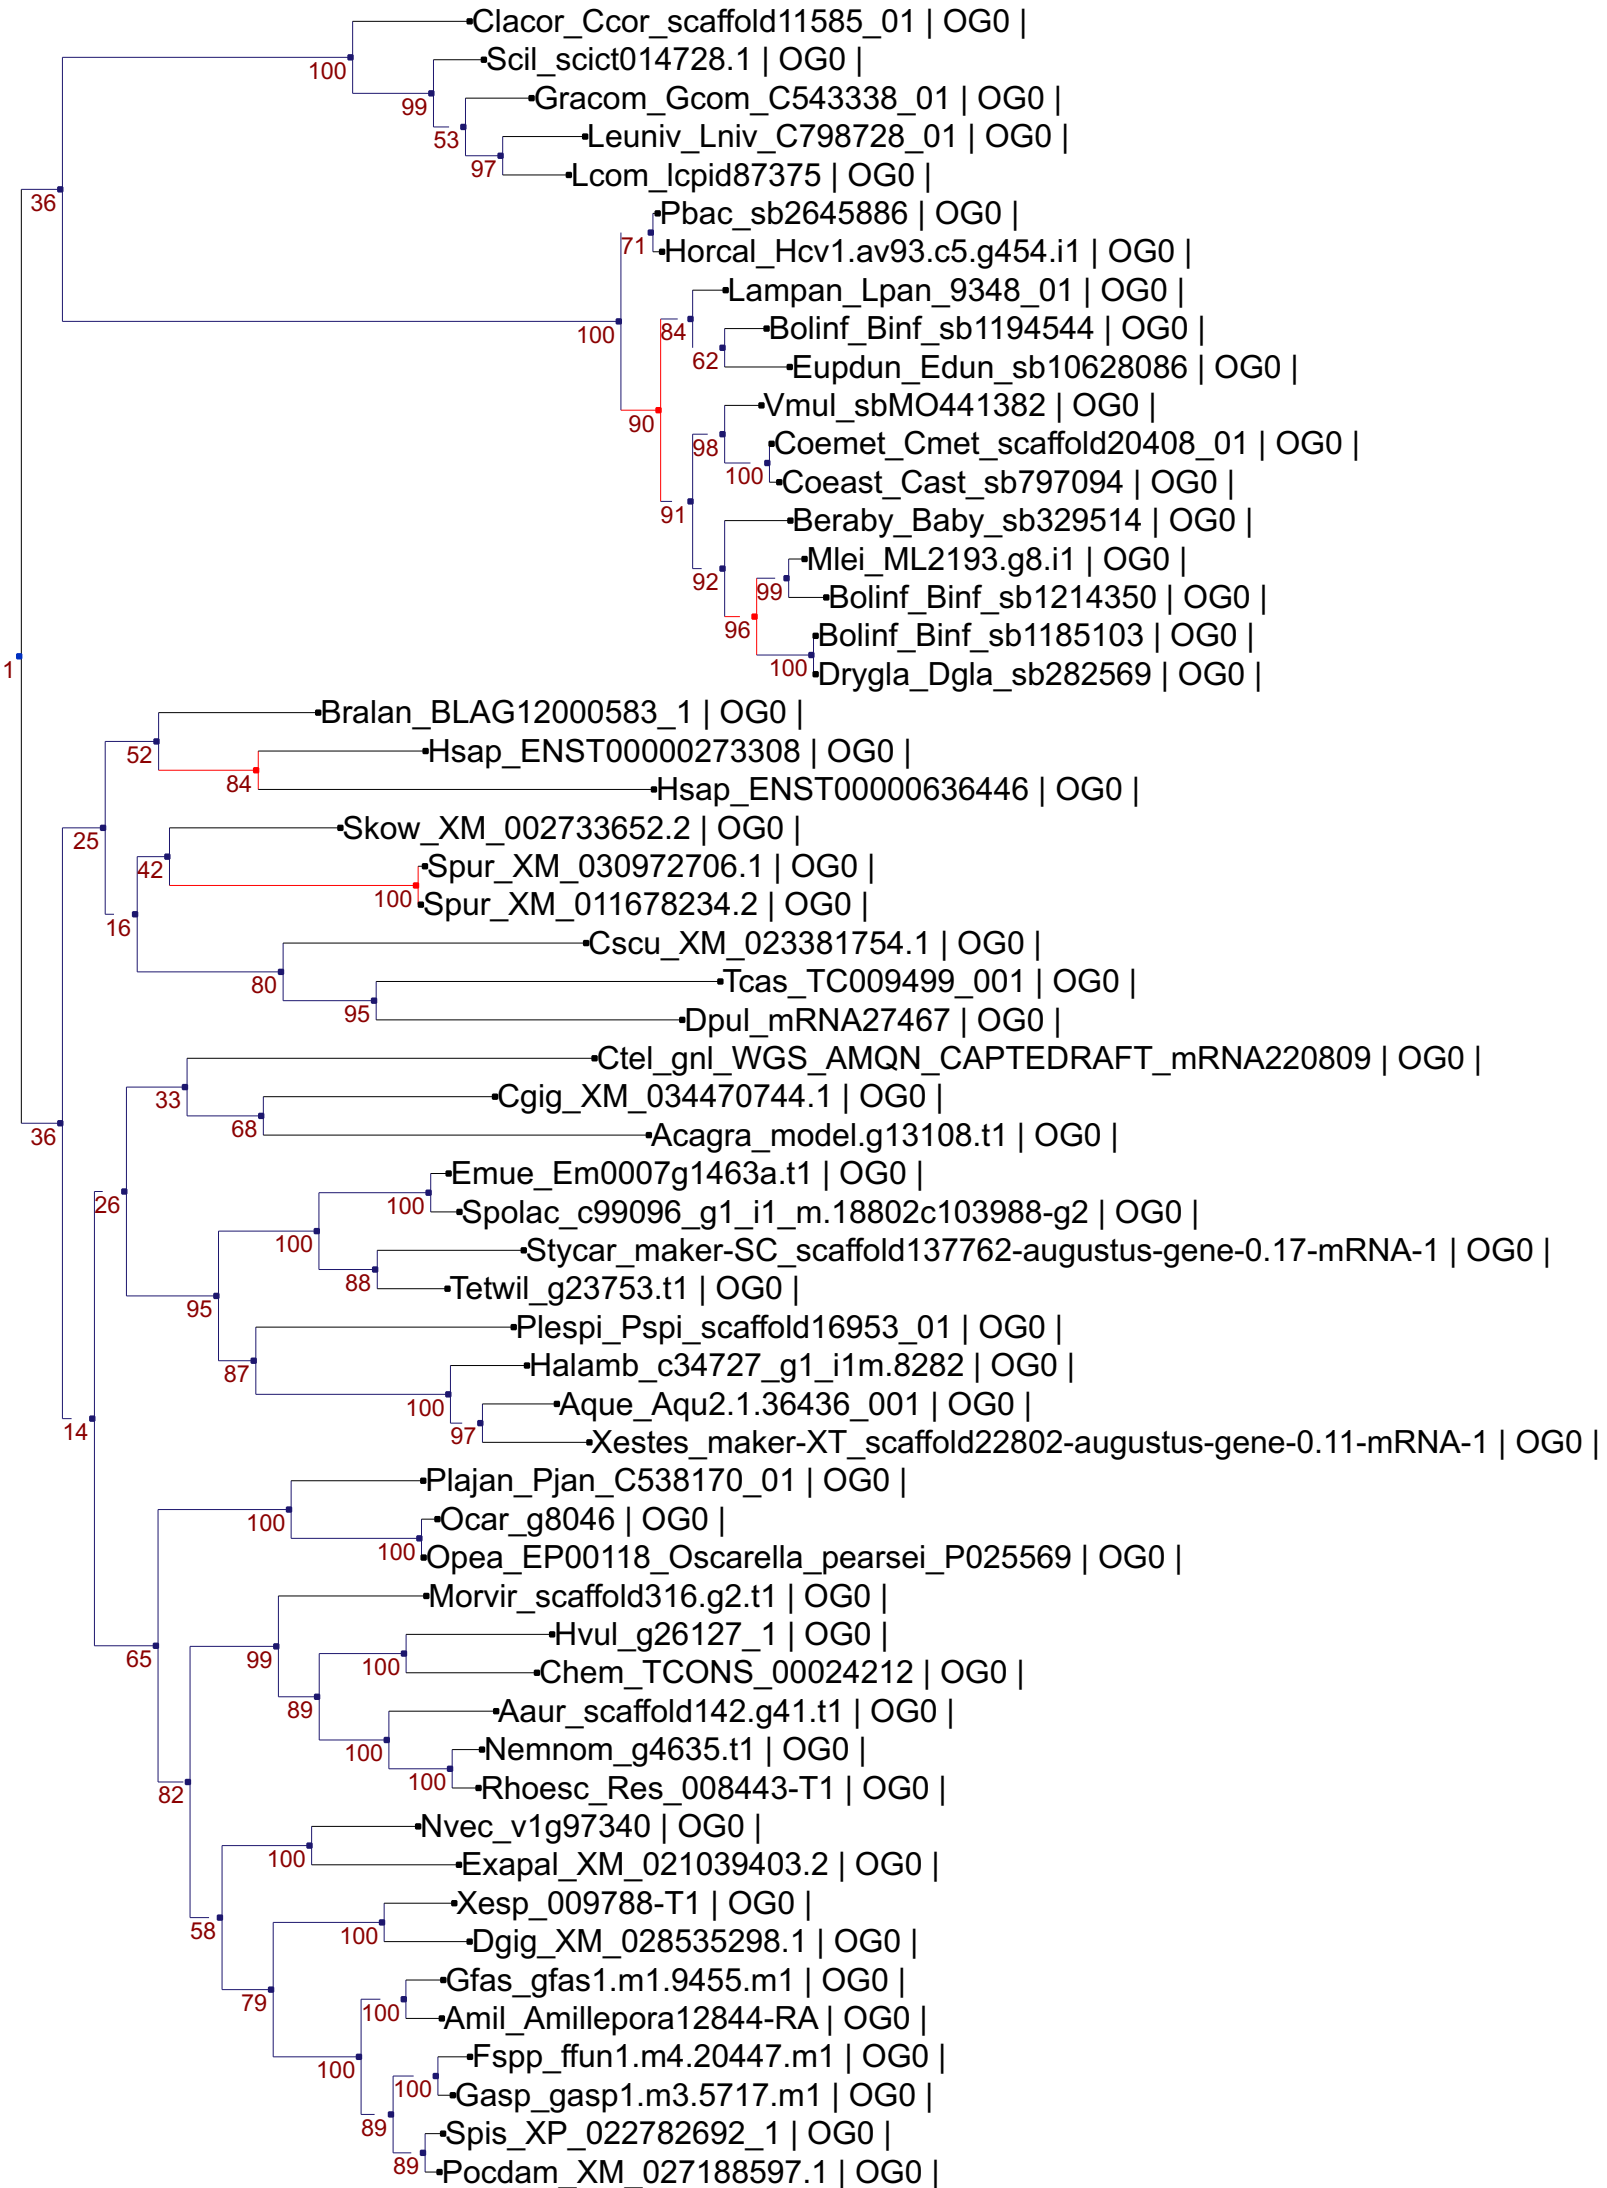 Clacor_Ccor_scaffold11585_01 | OG0 |
Scil_scict014728.1 | OG0 |
100
99
Gracom_Gcom_C543338_01 | OG0 |
53
Leuniv_Lniv_C798728_01 | OG0 |
97
Lcom_lcpid87375 | OG0 |
36
Pbac_sb2645886 | OG0 |
71
Horcal_Hcv1.av93.c5.g454.i1 | OG0 |
Lampan_Lpan_9348_01 | OG0 |
100
84
Bolinf_Binf_sb1194544 | OG0 |
62
Eupdun_Edun_sb10628086 | OG0 |
Vmul_sbMO441382 | OG0 |
90
98
Coemet_Cmet_scaffold20408_01 | OG0 |
100
Coeast_Cast_sb797094 | OG0 |
91
Beraby_Baby_sb329514 | OG0 |
Mlei_ML2193.g8.i1 | OG0 |
92
99
Bolinf_Binf_sb1214350 | OG0 |
96
Bolinf_Binf_sb1185103 | OG0 |
1
100
Drygla_Dgla_sb282569 | OG0 |
Bralan_BLAG12000583_1 | OG0 |
52
Hsap_ENST00000273308 | OG0 |
84
Hsap_ENST00000636446 | OG0 |
25
Skow_XM_002733652.2 | OG0 |
42
Spur_XM_030972706.1 | OG0 |
100
Spur_XM_011678234.2 | OG0 |
16
Cscu_XM_023381754.1 | OG0 |
80
Tcas_TC009499_001 | OG0 |
95
Dpul_mRNA27467 | OG0 |
Ctel_gnl_WGS_AMQN_CAPTEDRAFT_mRNA220809 | OG0 |
33
Cgig_XM_034470744.1 | OG0 |
68
36
Acagra_model.g13108.t1 | OG0 |
Emue_Em0007g1463a.t1 | OG0 |
26
100
Spolac_c99096_g1_i1_m.18802c103988-g2 | OG0 |
100
Stycar_maker-SC_scaffold137762-augustus-gene-0.17-mRNA-1 | OG0 |
88
Tetwil_g23753.t1 | OG0 |
95
Plespi_Pspi_scaffold16953_01 | OG0 |
87
Halamb_c34727_g1_i1m.8282 | OG0 |
100
Aque_Aqu2.1.36436_001 | OG0 |
14
97
Xestes_maker-XT_scaffold22802-augustus-gene-0.11-mRNA-1 | OG0 |
Plajan_Pjan_C538170_01 | OG0 |
100
Ocar_g8046 | OG0 |
100
Opea_EP00118_Oscarella_pearsei_P025569 | OG0 |
Morvir_scaffold316.g2.t1 | OG0 |
Hvul_g26127_1 | OG0 |
65
99
100
Chem_TCONS_00024212 | OG0 |
89
Aaur_scaffold142.g41.t1 | OG0 |
100
Nemnom_g4635.t1 | OG0 |
100
Rhoesc_Res_008443-T1 | OG0 |
82
Nvec_v1g97340 | OG0 |
100
Exapal_XM_021039403.2 | OG0 |
Xesp_009788-T1 | OG0 |
58
100
Dgig_XM_028535298.1 | OG0 |
Gfas_gfas1.m1.9455.m1 | OG0 |
79
100
Amil_Amillepora12844-RA | OG0 |
Fspp_ffun1.m4.20447.m1 | OG0 |
100
100
Gasp_gasp1.m3.5717.m1 | OG0 |
89
Spis_XP_022782692_1 | OG0 |
89
Pocdam_XM_027188597.1 | OG0 |